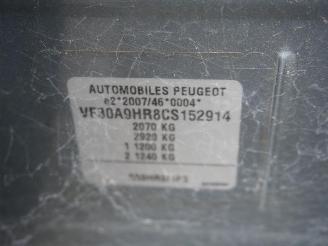 AUTOMOBILES PEUGEOT
e2*2007/46*0004*
VF30A9HR8CS152914
2070 KG
2920 KG
1 1200 KG
2 1240 KG